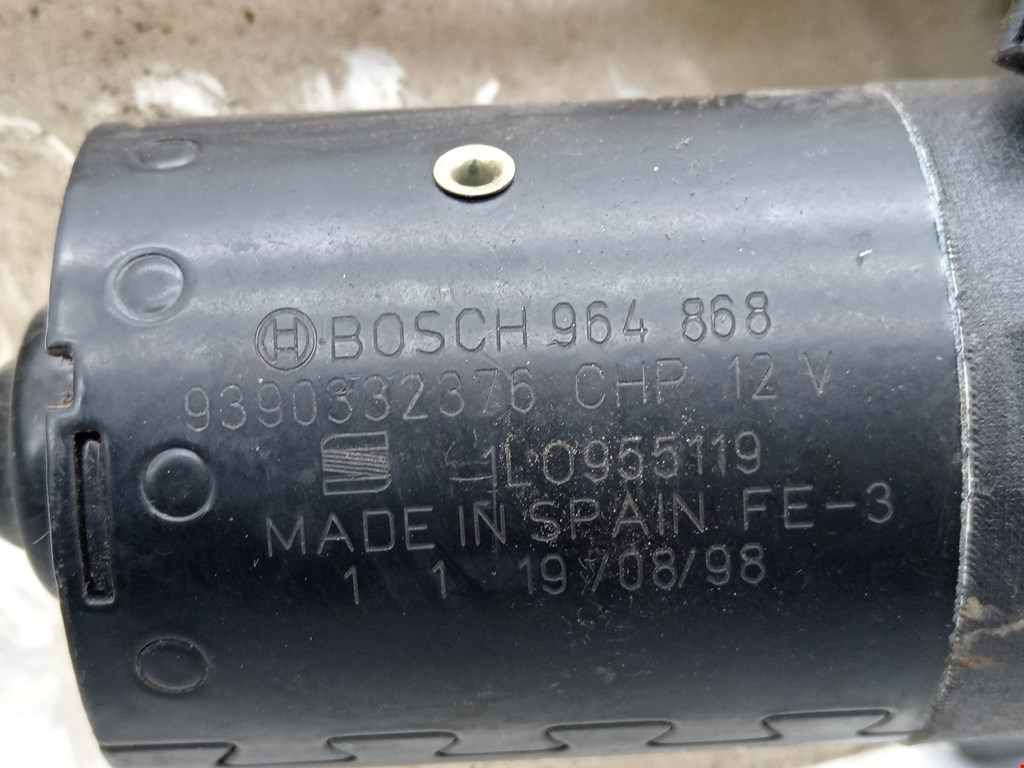 BOSCH 964 868
9390332376 CHP 12 V
1L0955119
MADE IN SPAIN FE-3
1 1 19/08/98